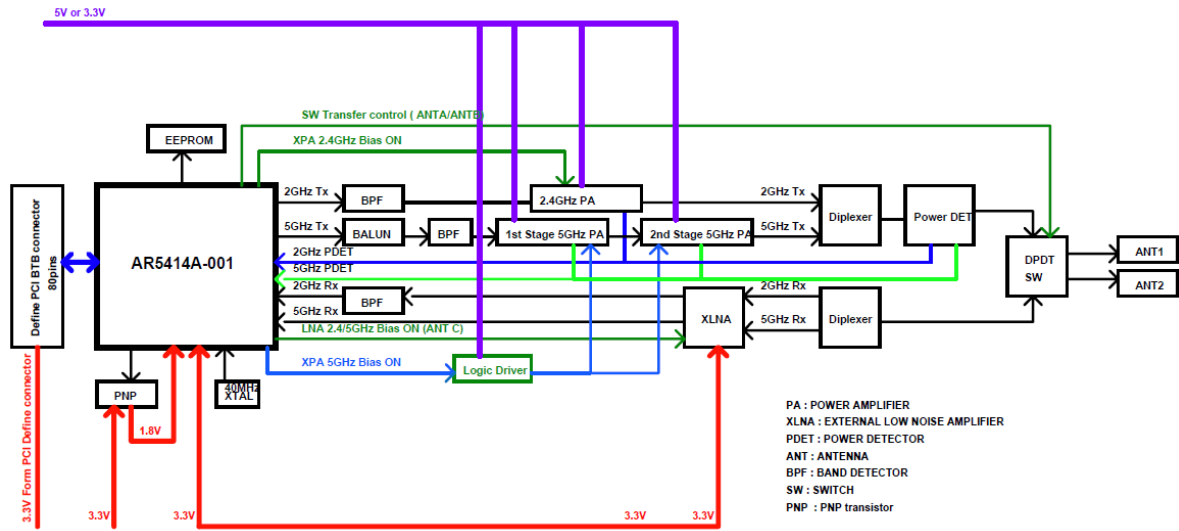 5V or 3.3V
SW Transfer control ( ANTA/ANTB)
EEPROM
XPA 2.4GHz Bias ON
2GHz Tx
BPF
2.4GHz PA
2GHz Tx
Diplexer
Power DET
5GHz Tx
BALUN
BPF
1st Stage 5GHz PA
2nd Stage 5GHz PA
5GHz Tx
Define PCI BTB connector
80pins
AR5414A-001
2GHz PDET
5GHz PDET
DPDT
SW
ANT1
ANT2
2GHz Rx
BPF
XLNA
2GHz Rx
Diplexer
5GHz Rx
5GHz Rx
LNA 2.4/5GHz Bias ON (ANT C)
XPA 5GHz Bias ON
Logic Driver
PNP
40MHz
XTAL
1.8V
3.3V Form PCI Define connector
3.3V
3.3V
3.3V
3.3V
PA : POWER AMPLIFIER
XLNA : EXTERNAL LOW NOISE AMPLIFIER
PDET : POWER DETECTOR
ANT : ANTENNA
BPF : BAND DETECTOR
SW : SWITCH
PNP : PNP transistor